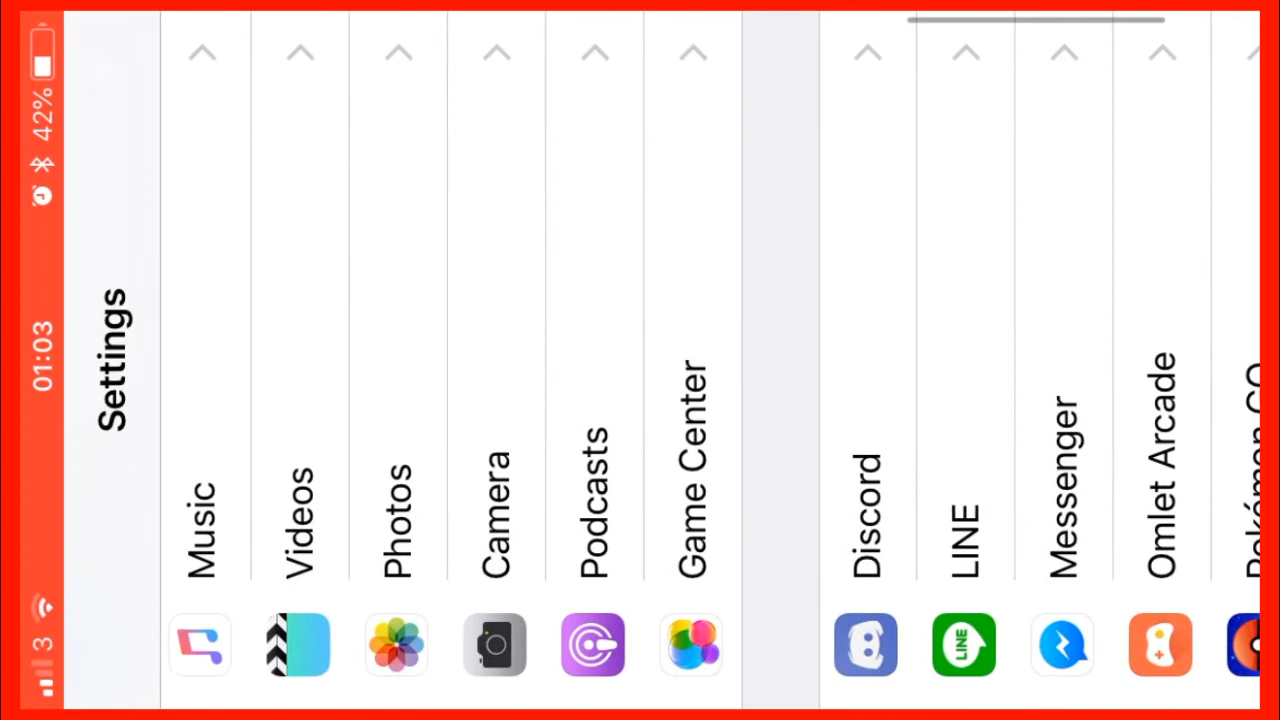 3 01:03 42%
Settings
Music
Videos
Photos
Camera
Podcasts
Game Center
Discord
LINE
LINE
Messenger
Omlet Arcade
Pokémon GO